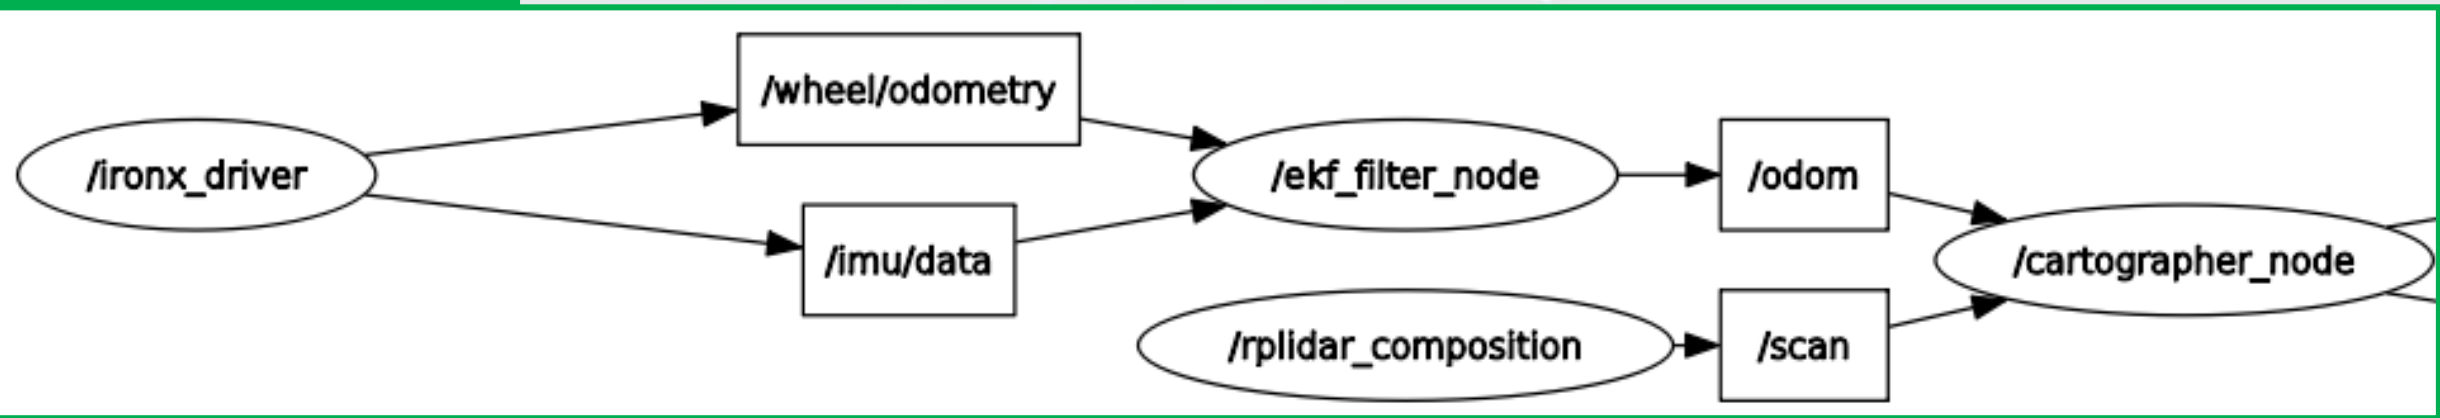 /wheel/odometry
/ironx_driver
/ekf_filter_node
/odom
/imu/data
/cartographer_node
/rplidar_composition
/scan